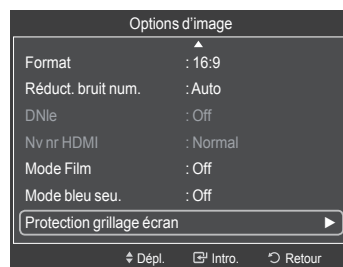 Options d'image
Format : 16:9
Réduct. bruit num. : Auto
DNIe : Off
Nv nr HDMI : Normal
Mode Film : Off
Mode bleu seu. : Off
Protection grillage écran
Dépl. Intro. Retour